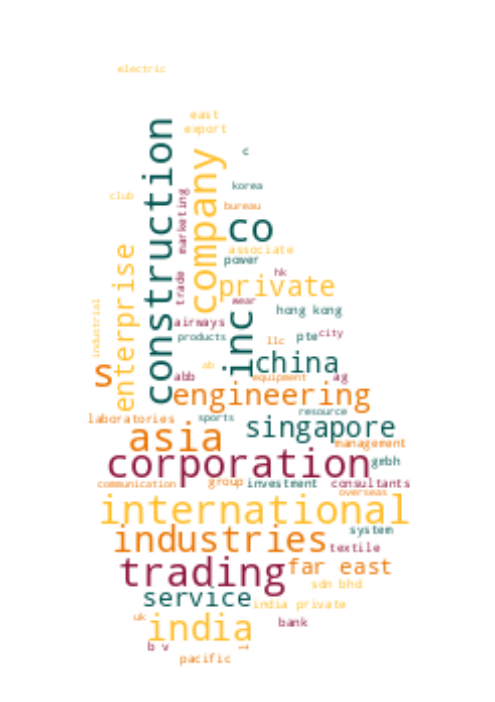 electric
east
export
construction
c
company
marketing
korea
club
bureau
co
associate
enterprise
power
trade
hk
private
wear
industrial
inc
hong kong
airways
products
llc
pte
city
china
s
abb
ab
equipment
ag
engineering
laboratories
sports
resource
singapore
asia
management
corporation
gmbh
communication
group
investment
consultants
overseas
international
system
industries
textile
trading
far east
sdn bhd
service
india private
uk
india
bank
b v
l
pacific